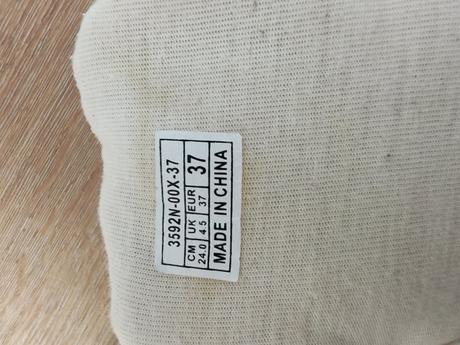 3592N-00X-37
CM UK EUR 37
24.0 4.5 37
MADE IN CHINA